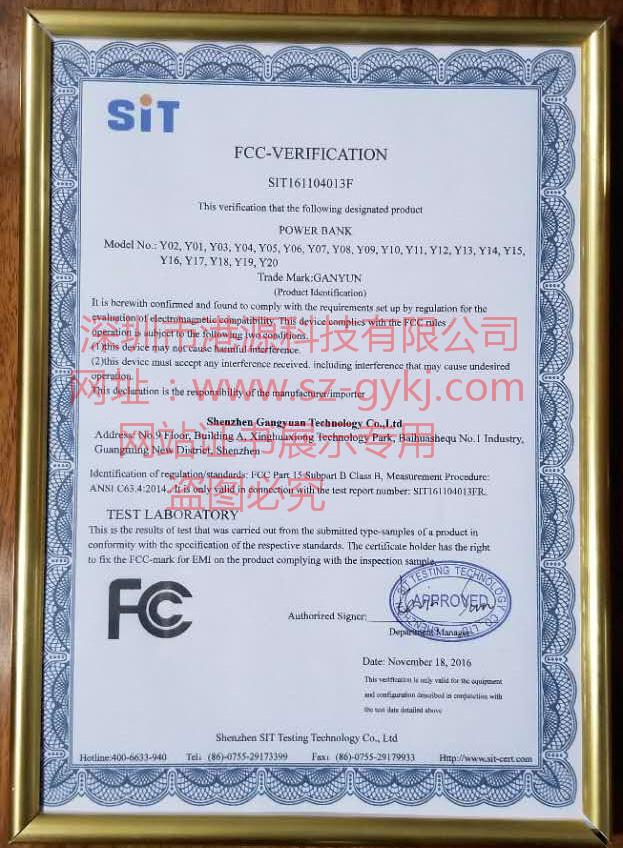 SiT
FCC-VERIFICATION
SIT161104013F
This verification that the following designated product
POWER BANK
Model No.: Y02, Y01, Y03, Y04, Y05, Y06, Y07, Y08, Y09, Y10, Y11, Y12, Y13, Y14, Y15,
Y16, Y17, Y18, Y19, Y20
Trade Mark:GANYUN
(Product Identification)
It is herewith confirmed and found to comply with the requirements set up by regulation for the
evaluation of electromagnetic compatibility. This device complies with the FCC rules
深圳市港源科技有限公司
operation is subject to the following two conditions.
(1)this device may not cause harmful interference.
(2)this device must accept any interference received, including interference that may cause undesired
operation.
网址：www.sz-gykj.com
This declaration is the responsibility of the manufacturer/importer
Shenzhen Gangyuan Technology Co.,Ltd
Address/ No.9 Floor, Building A, Xinghuaxiong Technology Park, Baihuashequ No.1 Industry,
网站证书展示专用
Guangming New District, Shenzhen
Identification of regulation/standards: FCC Part 15 Subpart B Class B, Measurement Procedure:
盗图必究
ANSI C63.4:2014. It is only valid in connection with the test report number: SIT161104013FR.
TEST LABORATORY
This is the results of test that was carried out from the submitted type-samples of a product in
conformity with the specification of the respective standards. The certificate holder has the right
to fix the FCC-mark for EMI on the product complying with the inspection sample.
FC
SIT TESTING TECHNOLOGY CO., LTD. SHENZHEN
APPROVED
Authorized Signer:
Department Manager
Date: November 18, 2016
This verification is only valid for the equipment
and configuration described in conjunction with
the test data detailed above
Shenzhen SIT Testing Technology Co., Ltd
Hotline:400-6633-940 Tel: (86)-0755-29173399 Fax: (86)-0755-29179933 Http://www.sit-cert.com